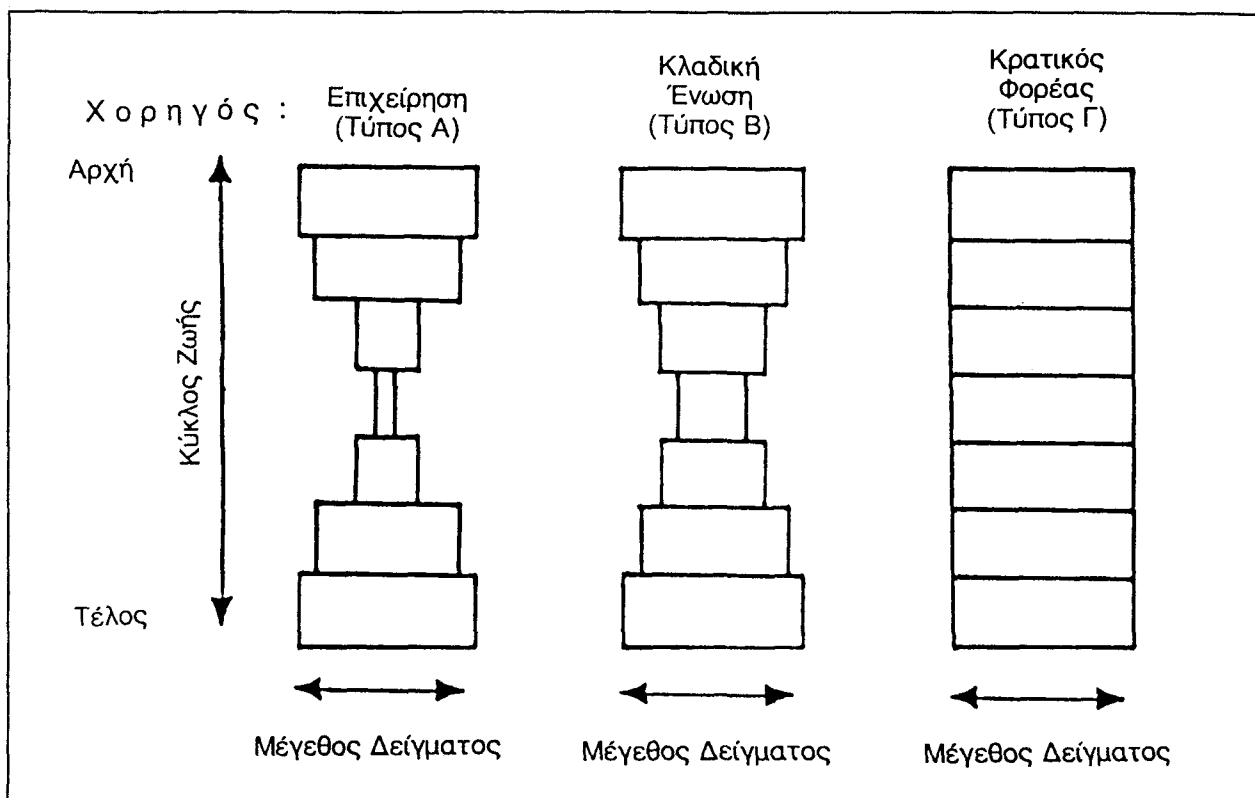 Χορηγός :
Επιχείρηση
(Τύπος Α)
Κλαδική
Ένωση
(Τύπος Β)
Κρατικός
Φορέας
(Τύπος Γ)
Αρχή
Κύκλος Ζωής
Τέλος
Μέγεθος Δείγματος
Μέγεθος Δείγματος
Μέγεθος Δείγματος